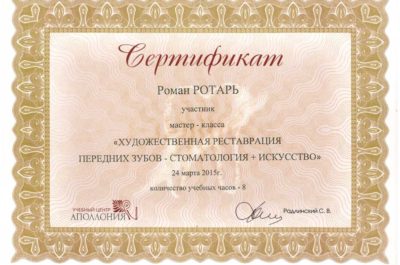 Сертификат
Роман РОТАРЬ
участник
мастер - класса
«ХУДОЖЕСТВЕННАЯ РЕСТАВРАЦИЯ
ПЕРЕДНИХ ЗУБОВ - СТОМАТОЛОГИЯ + ИСКУССТВО»
24 марта 2015г.
количество учебных часов - 8
УЧЕБНЫЙ ЦЕНТР
АПОЛЛОНИЯ
Радлинский С. В.